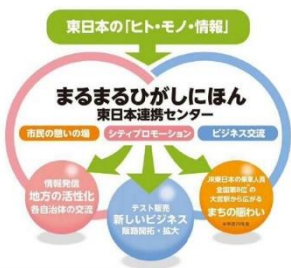 東日本の「ヒト・モノ・情報」
まるまるひがしにほん
東日本連携センター
市民の憩いの場
シティプロモーション
ビジネス交流
情報発信
地方の活性化
各自治体の交流
テスト販売
新しいビジネス
販路開拓・拡大
JR東日本の乗車人員
全国第8位の
大宮駅から広がる
まちの賑わい